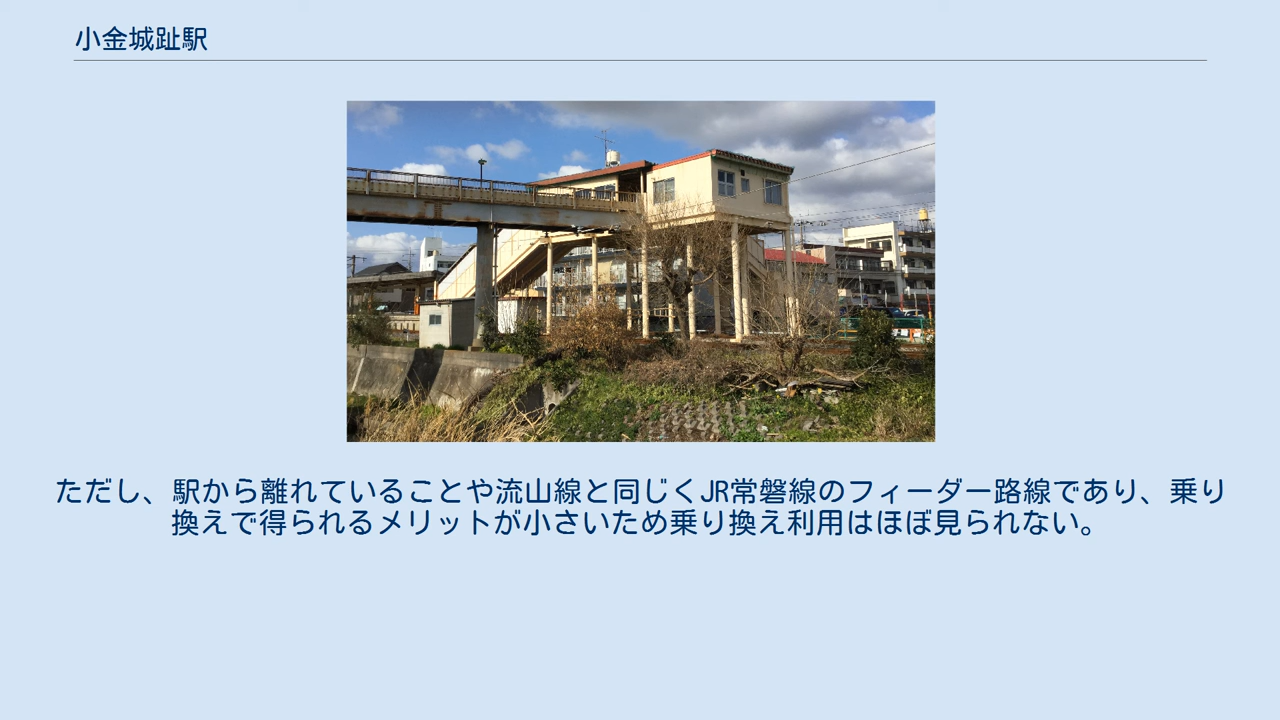 小金城趾駅
ただし、駅から離れていることや流山線と同じくJR常磐線のフィーダー路線であり、乗り
換えで得られるメリットが小さいため乗り換え利用はほぼ見られない。